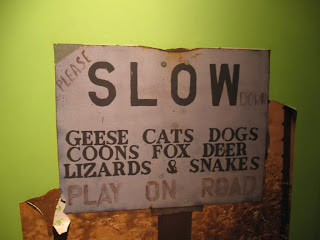 PLEASE
SLOW DOWN
GEESE CATS DOGS
COONS FOX DEER
LIZARDS & SNAKES
PLAY ON ROAD